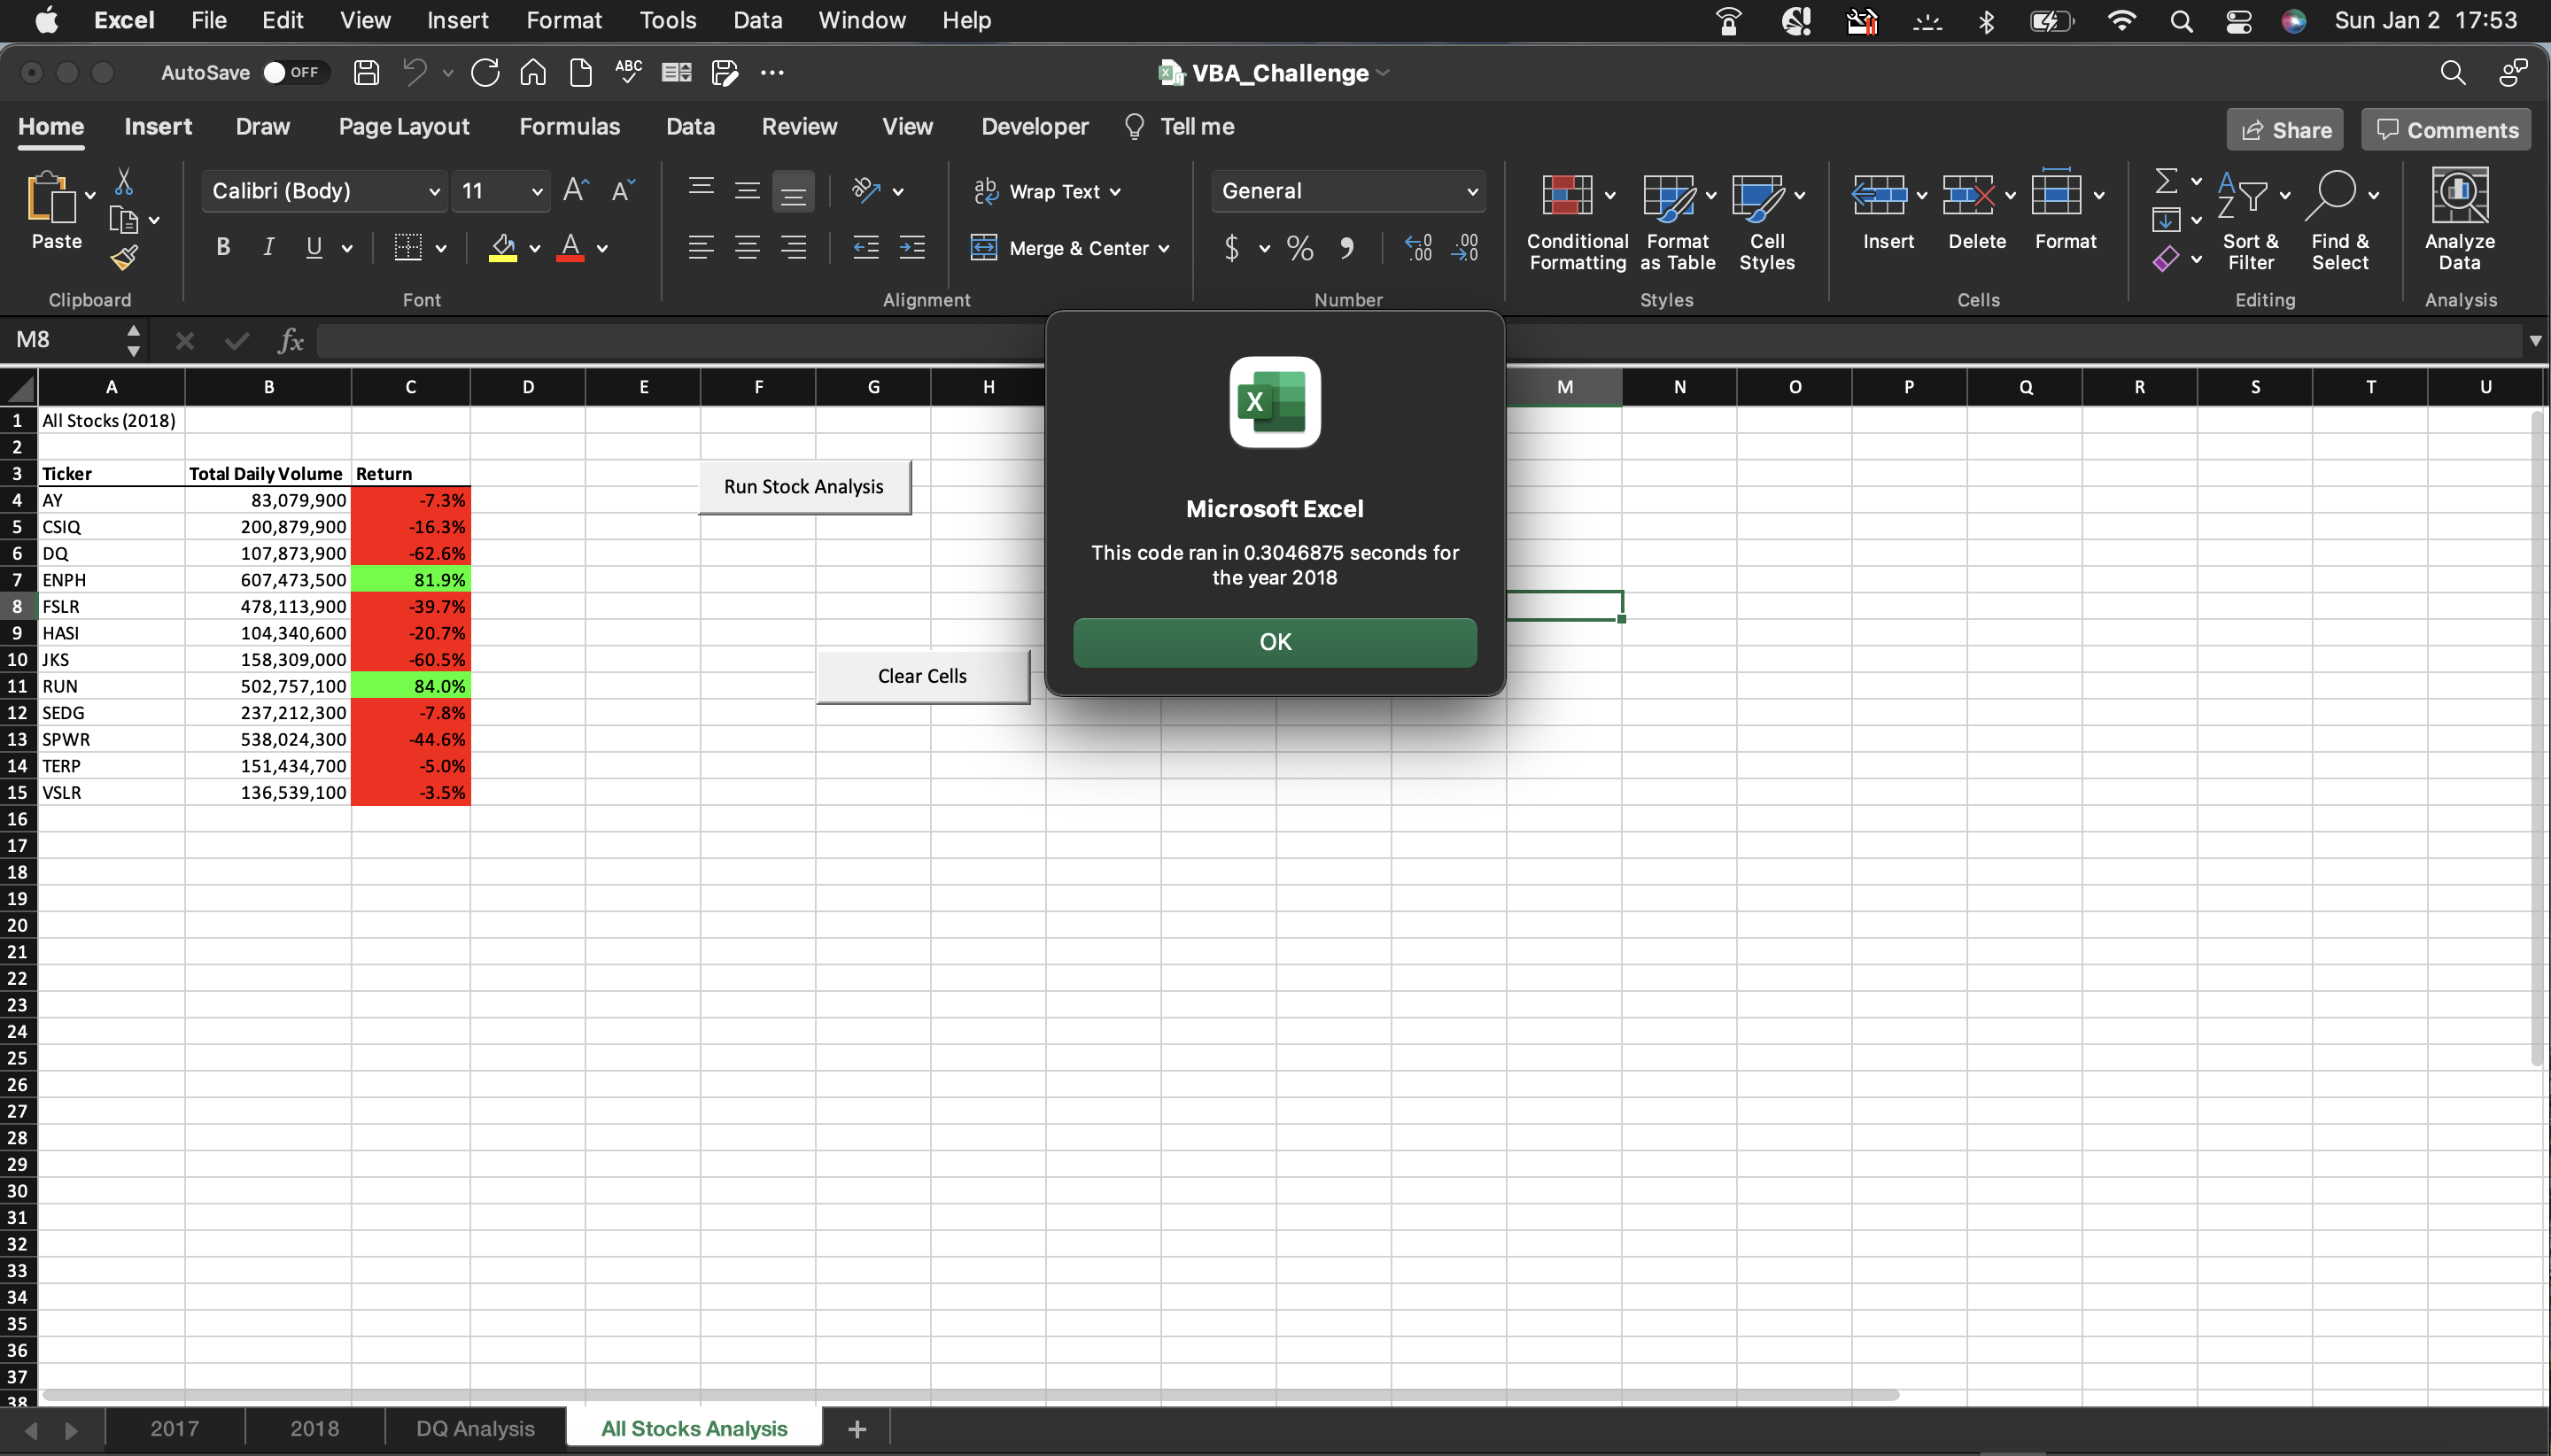 Excel File Edit View Insert Format Tools Data Window Help Sun Jan 2 17:53
AutoSave OFF ABC VBA_Challenge
Home Insert Draw Page Layout Formulas Data Review View Developer Tell me Share Comments
Paste Calibri (Body) 11 Wrap Text General
B I U Merge & Center $ % Conditional Formatting Format as Table Cell Styles Insert Delete Format Sort & Filter Find & Select Analyze Data
Clipboard Font Alignment Number Styles Cells Editing Analysis
M8 fx
A B C D E F G H M N O P Q R S T U
1 All Stocks (2018)
2
3 Ticker Total Daily Volume Return
4 AY 83,079,900 -7.3%
5 CSIQ 200,879,900 -16.3%
6 DQ 107,873,900 -62.6%
7 ENPH 607,473,500 81.9%
8 FSLR 478,113,900 -39.7%
9 HASI 104,340,600 -20.7%
10 JKS 158,309,000 -60.5%
11 RUN 502,757,100 84.0%
12 SEDG 237,212,300 -7.8%
13 SPWR 538,024,300 -44.6%
14 TERP 151,434,700 -5.0%
15 VSLR 136,539,100 -3.5%
16
17
18
19
20
21
22
23
24
25
26
27
28
29
30
31
32
33
34
35
36
37
38
Run Stock Analysis
Clear Cells
X
Microsoft Excel
This code ran in 0.3046875 seconds for
the year 2018
OK
2017 2018 DQ Analysis All Stocks Analysis +